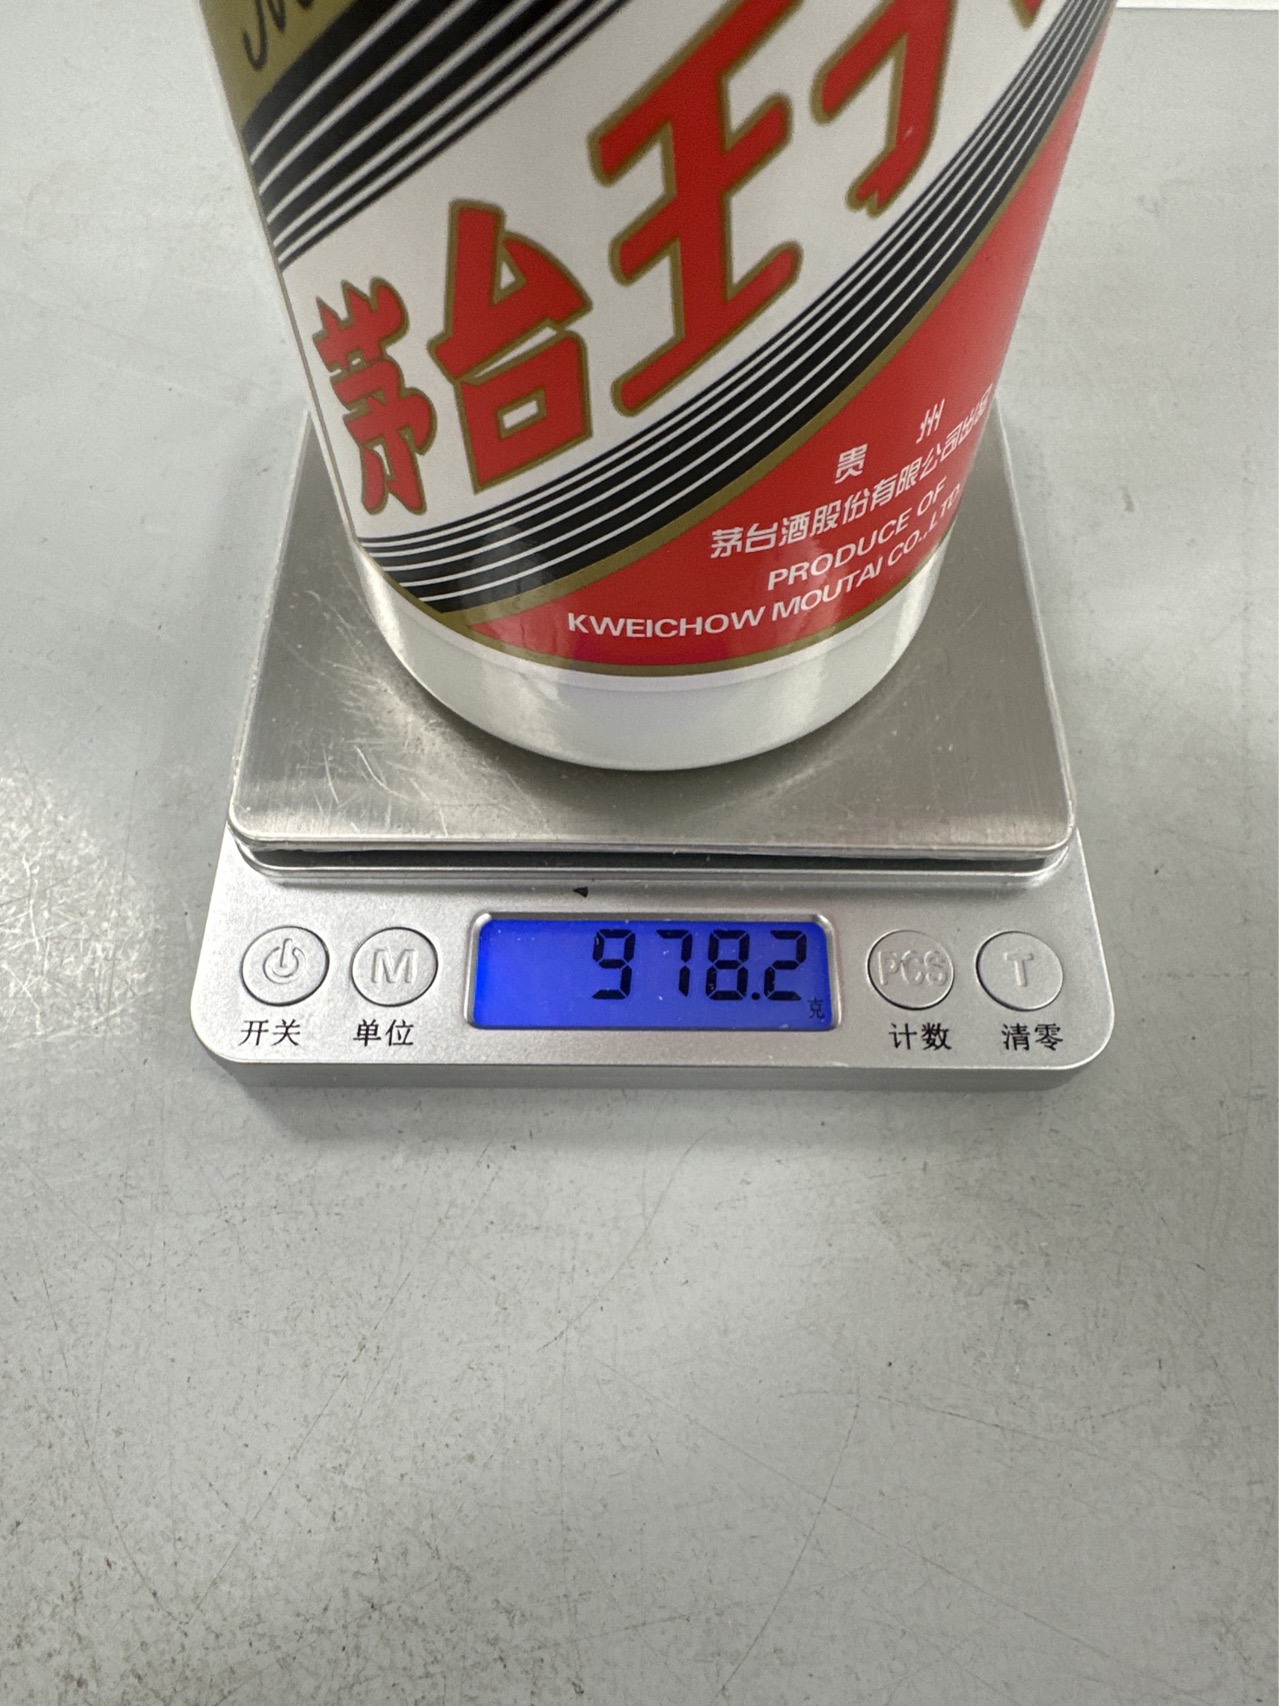 茅台王子
贵州
茅台酒股份有限公司出品
PRODUCE OF
KWEICHOW MOUTAI CO.,LTD.
978.2
克
M
PCS
T
开关
单位
计数
清零